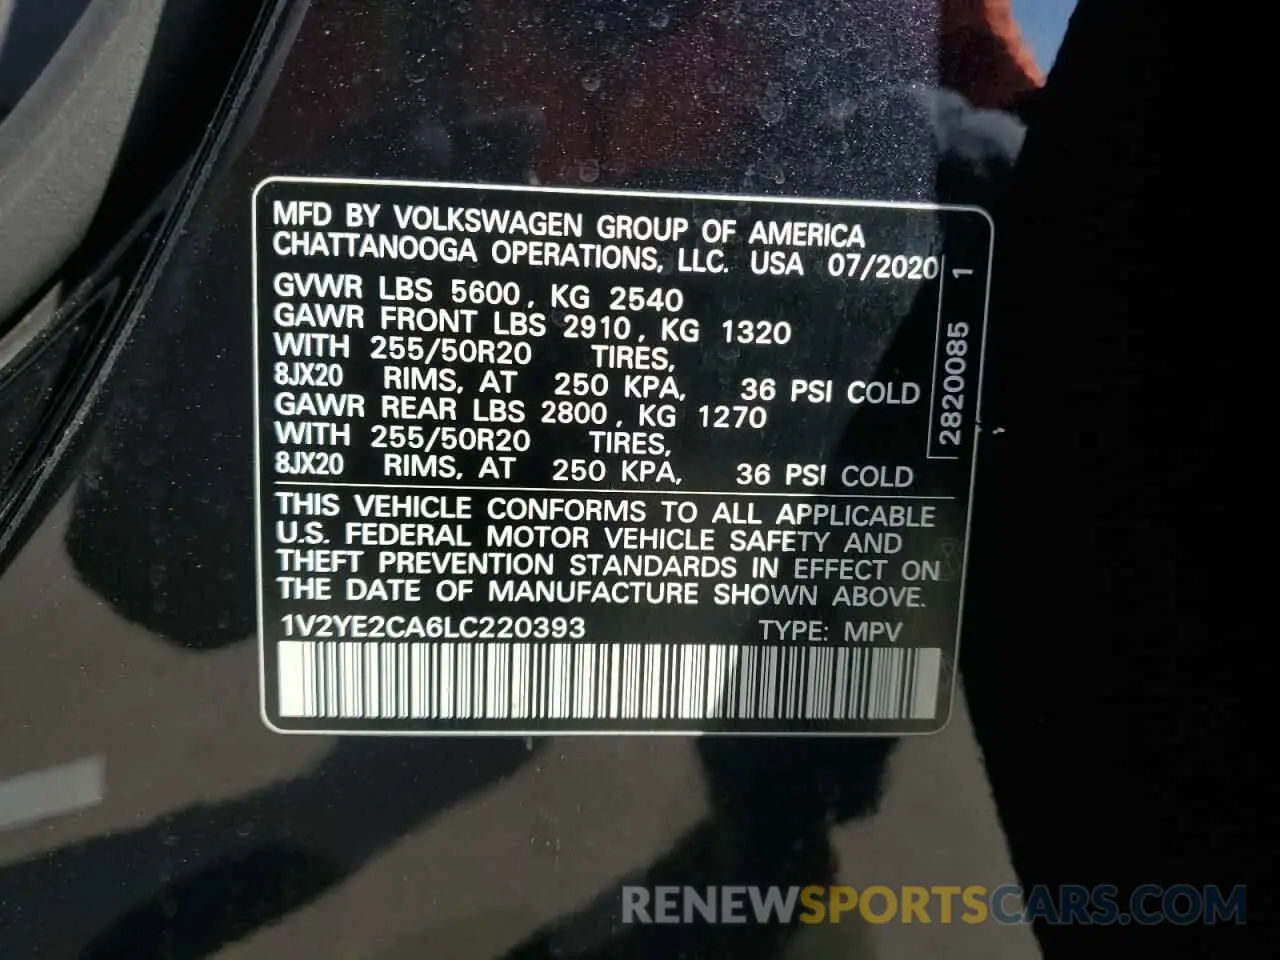 MFD BY VOLKSWAGEN GROUP OF AMERICA
CHATTANOOGA OPERATIONS, LLC. USA 07/2020
GVWR LBS 5600, KG 2540
GAWR FRONT LBS 2910, KG 1320
WITH 255/50R20 TIRES,
8JX20 RIMS, AT 250 KPA, 36 PSI COLD
GAWR REAR LBS 2800, KG 1270
WITH 255/50R20 TIRES,
8JX20 RIMS, AT 250 KPA, 36 PSI COLD
2820085 1
THIS VEHICLE CONFORMS TO ALL APPLICABLE
U.S. FEDERAL MOTOR VEHICLE SAFETY AND
THEFT PREVENTION STANDARDS IN EFFECT ON
THE DATE OF MANUFACTURE SHOWN ABOVE.
1V2YE2CA6LC220393 TYPE: MPV
RENEWSPORTSCARS.COM